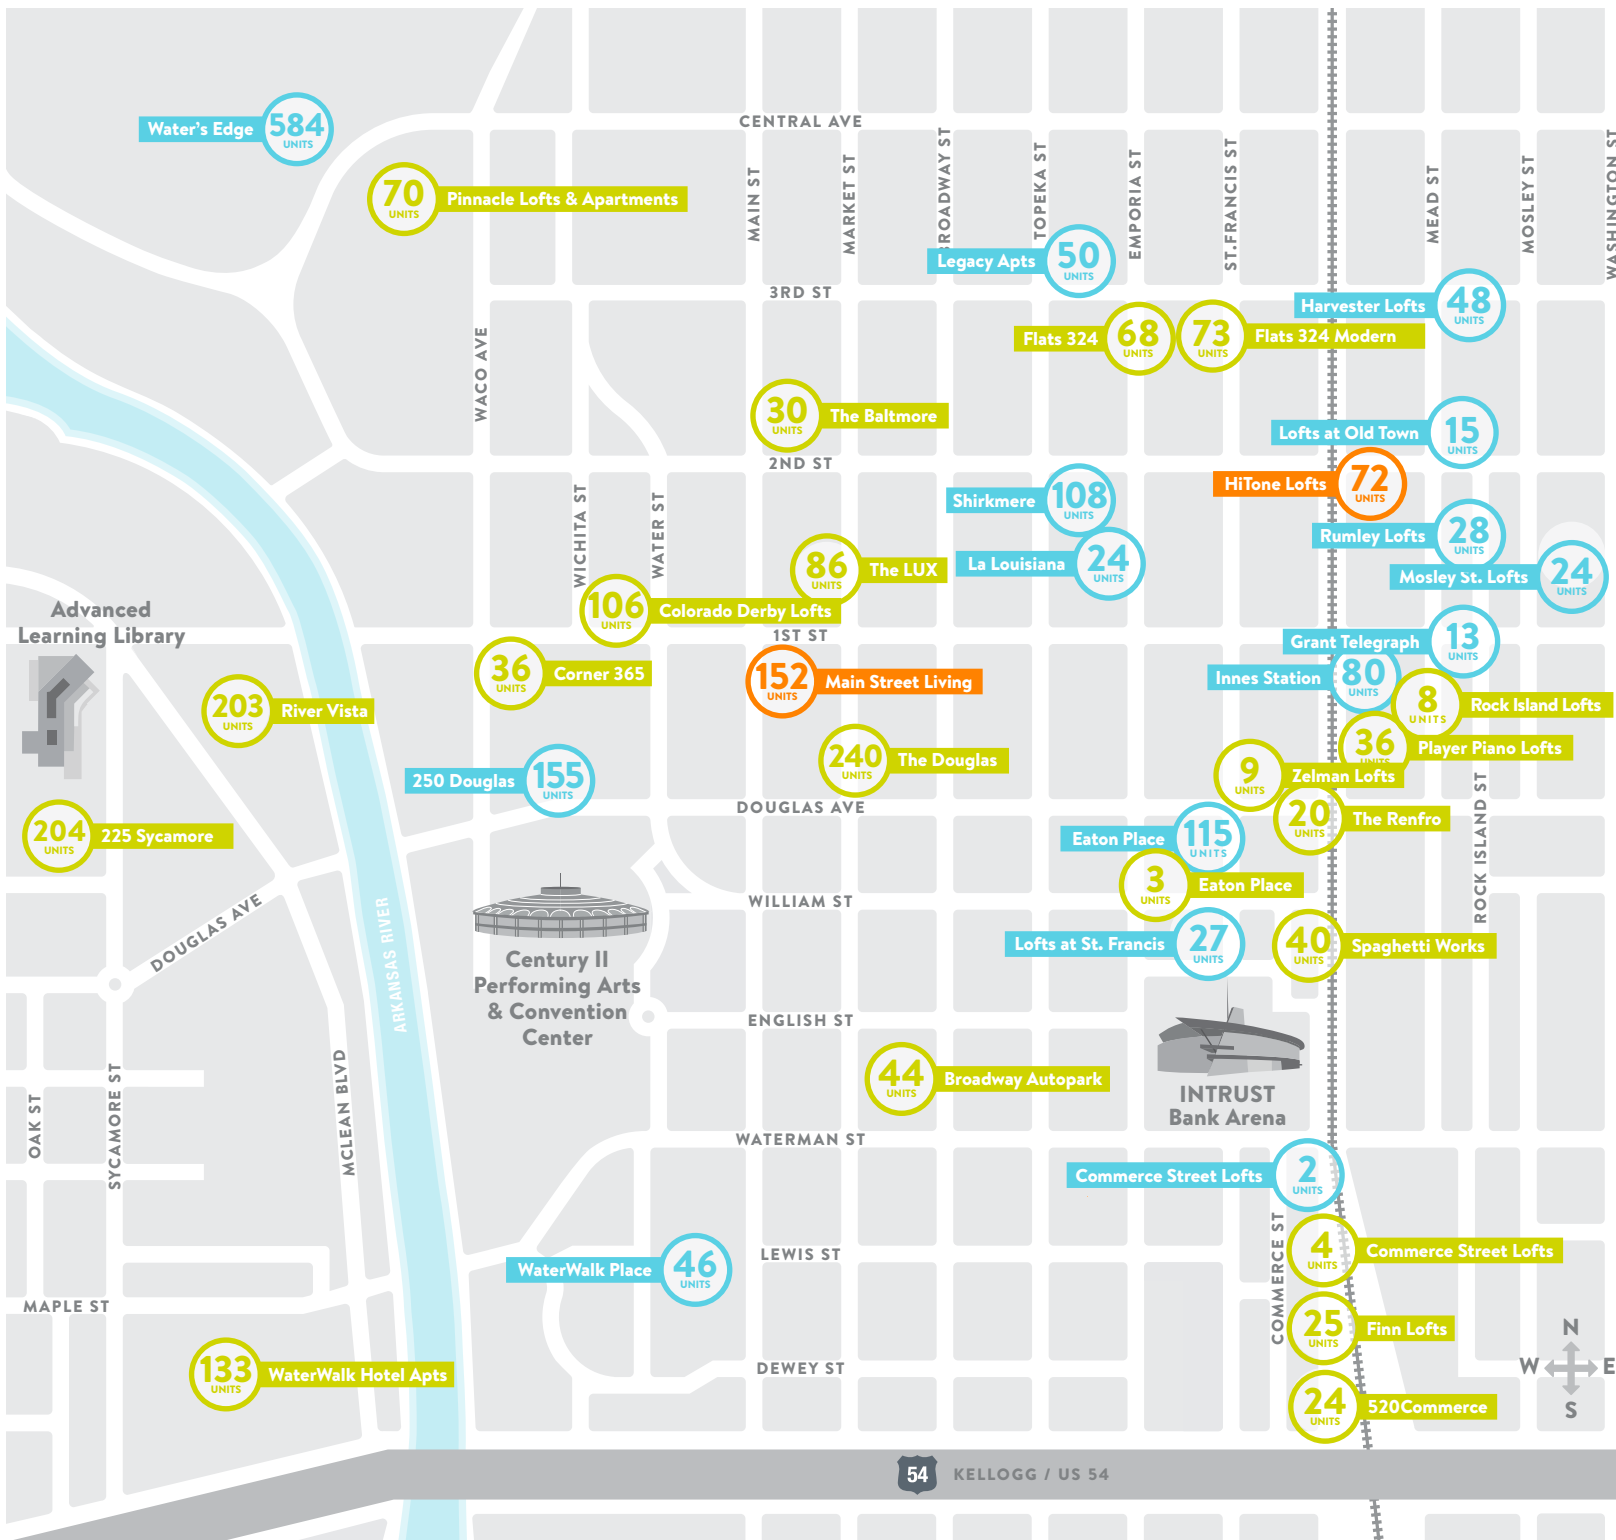 CENTRAL AVE
Water's Edge
584
UNITS
70
UNITS
Pinnacle Lofts & Apartments
MAIN ST
MARKET ST
BROADWAY ST
TOPEKA ST
EMPORIA ST
ST.FRANCIS ST
MEAD ST
MOSLEY ST
WASHINGTON ST
Legacy Apts
50
UNITS
3RD ST
Harvester Lofts
48
UNITS
Flats 324
68
UNITS
73
UNITS
Flats 324 Modern
WACO AVE
30
UNITS
The Baltmore
Lofts at Old Town
15
UNITS
2ND ST
HiTone Lofts
72
UNITS
WICHITA ST
WATER ST
Shirkmere
108
UNITS
Rumley Lofts
28
UNITS
86
UNITS
The LUX
La Louisiana
24
UNITS
Mosley St. Lofts
24
UNITS
Advanced
Learning Library
106
UNITS
Colorado Derby Lofts
1ST ST
Grant Telegraph
13
UNITS
36
UNITS
Corner 365
152
UNITS
Main Street Living
Innes Station
80
UNITS
8
UNITS
Rock Island Lofts
203
UNITS
River Vista
36
UNITS
Player Piano Lofts
240
UNITS
The Douglas
250 Douglas
155
UNITS
9
UNITS
Zelman Lofts
DOUGLAS AVE
20
UNITS
The Renfro
204
UNITS
225 Sycamore
Eaton Place
115
UNITS
ROCK ISLAND ST
3
UNITS
Eaton Place
DOUGLAS AVE
WILLIAM ST
ARKANSAS RIVER
Lofts at St. Francis
27
UNITS
40
UNITS
Spaghetti Works
Century II
Performing Arts
& Convention
Center
ENGLISH ST
44
UNITS
Broadway Autopark
INTRUST
Bank Arena
OAK ST
SYCAMORE ST
MCLEAN BLVD
WATERMAN ST
Commerce Street Lofts
2
UNITS
COMMERCE ST
4
UNITS
Commerce Street Lofts
LEWIS ST
WaterWalk Place
46
UNITS
MAPLE ST
25
UNITS
Finn Lofts
N
W
E
S
DEWEY ST
133
UNITS
WaterWalk Hotel Apts
24
UNITS
520Commerce
54
KELLOGG / US 54